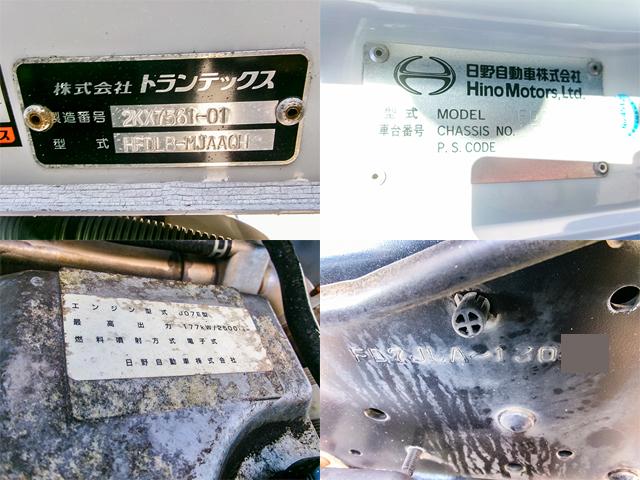 株式会社 トランテックス
製造番号 2KX7561-01
型式
日野自動車株式会社
Hino Motors, Ltd.
型式 MODEL
車台番号 CHASSIS NO.
P.S.CODE
エンジン型式 J07E型
最高出力 177kW/2500
燃料噴射方式 電子式
日野自動車株式会社
FD7JLA-130